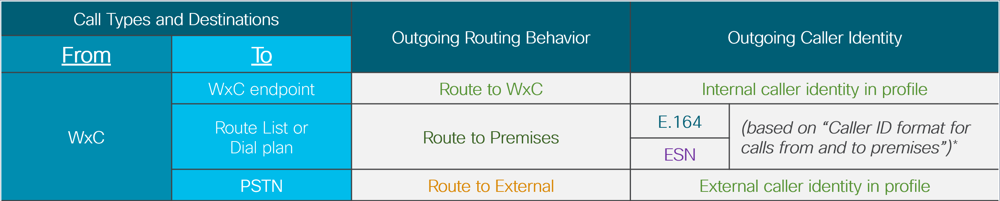 Call Types and Destinations
Outgoing Routing Behavior
Outgoing Caller Identity
From
To
WxC
WxC endpoint
Route to WxC
Internal caller identity in profile
Route List or
Dial plan
Route to Premises
E.164
ESN
(based on “Caller ID format for
calls from and to premises”)*
PSTN
Route to External
External caller identity in profile